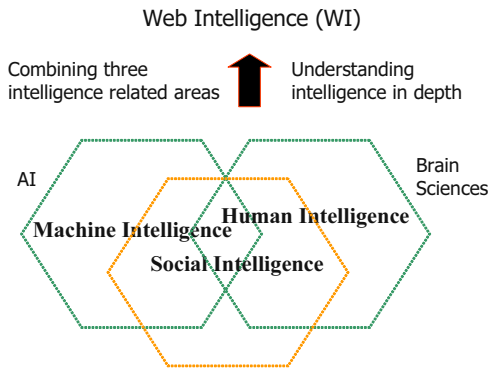 Web Intelligence (WI)
Combining three
intelligence related areas
Understanding
intelligence in depth
AI
Brain
Sciences
Human Intelligence
Machine Intelligence
Social Intelligence